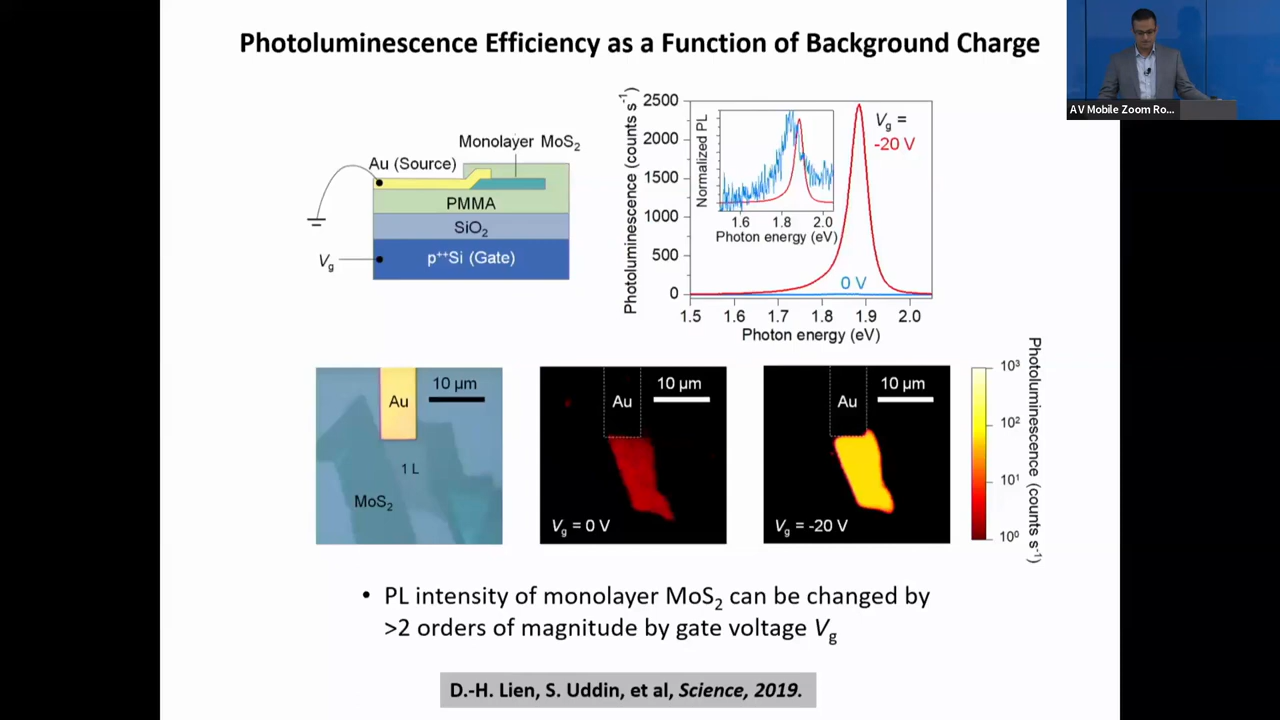 Photoluminescence Efficiency as a Function of Background Charge
AV Mobile Zoom Ro...
Monolayer MoS₂
Au (Source)
PMMA
SiO₂
p⁺⁺Si (Gate)
Vg
Photoluminescence (counts s⁻¹)
2500
2000
1500
1000
500
0
Vg =
-20 V
0 V
Normalized PL
1.6 1.8 2.0
Photon energy (eV)
1.5 1.6 1.7 1.8 1.9 2.0
Photon energy (eV)
10 µm
Au
1 L
MoS₂
10 µm
Au
Vg = 0 V
10 µm
Au
Vg = -20 V
10³
10²
10¹
10⁰
Photoluminescence (counts s⁻¹)
• PL intensity of monolayer MoS₂ can be changed by
>2 orders of magnitude by gate voltage Vg
D.-H. Lien, S. Uddin, et al, Science, 2019.